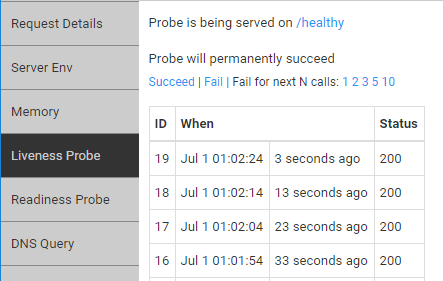 Request Details
Server Env
Memory
Liveness Probe
Readiness Probe
DNS Query
Probe is being served on /healthy
Probe will permanently succeed
Succeed | Fail | Fail for next N calls: 1 2 3 5 10
ID When Status
19 Jul 1 01:02:24 3 seconds ago 200
18 Jul 1 01:02:14 13 seconds ago 200
17 Jul 1 01:02:04 23 seconds ago 200
16 Jul 1 01:01:54 33 seconds ago 200